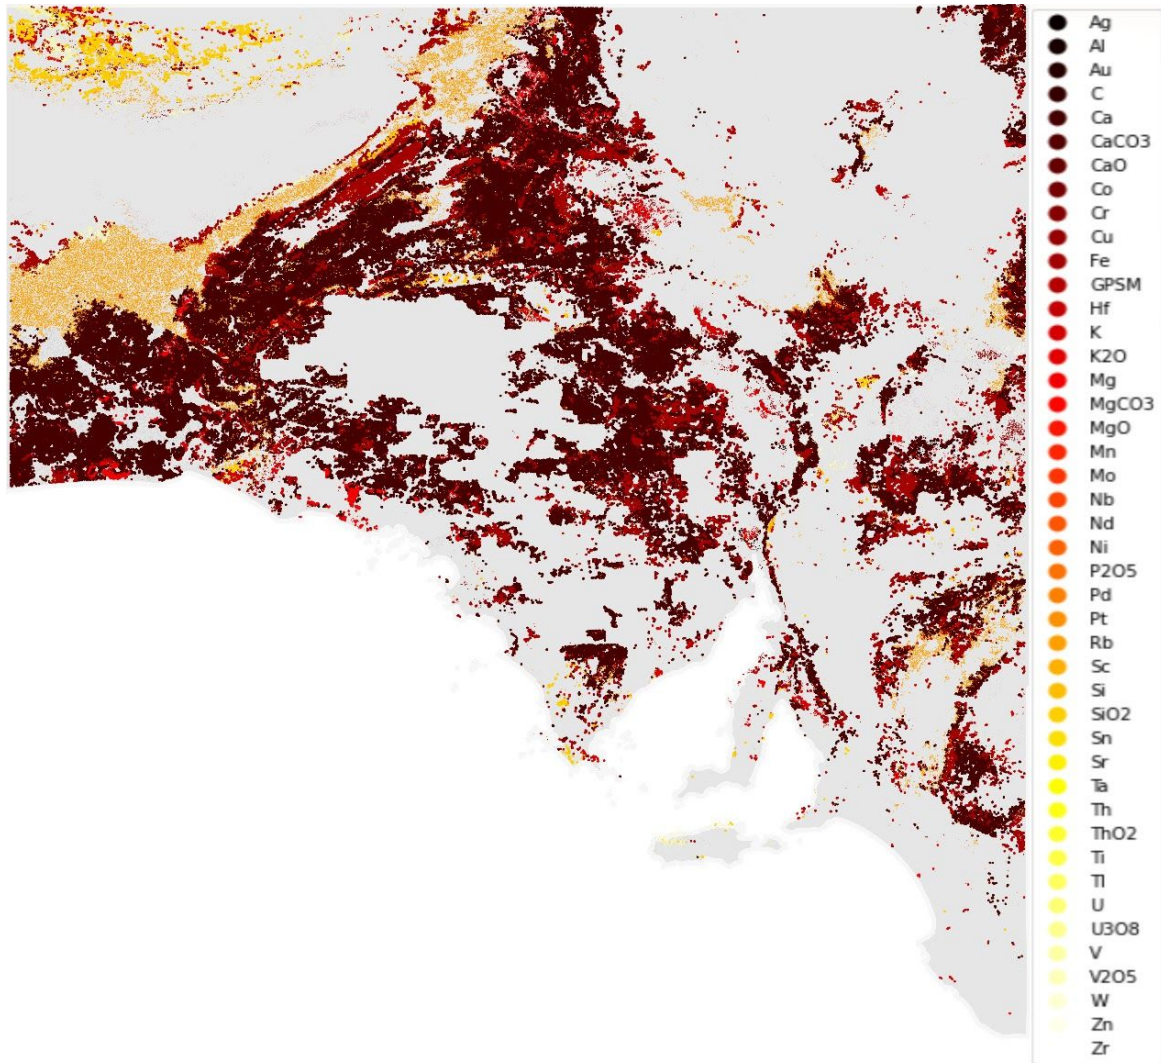 Ag
Al
Au
C
Ca
CaCO3
CaO
Co
Cr
Cu
Fe
GPSM
Hf
K
K2O
Mg
MgCO3
MgO
Mn
Mo
Nb
Nd
Ni
P2O5
Pd
Pt
Rb
Sc
Si
SiO2
Sn
Sr
Ta
Th
ThO2
Ti
Tl
U
U3O8
V
V2O5
W
Zn
Zr